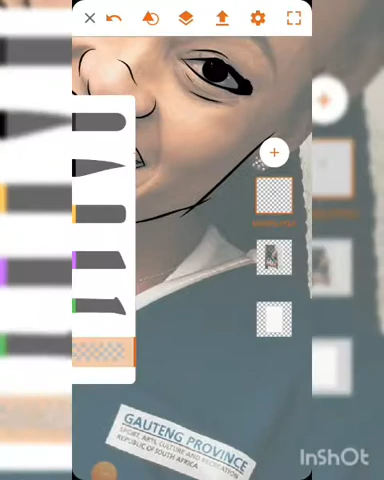 GAUTENG PROVINCE
SPORT, ARTS, CULTURE AND RECREATION
REPUBLIC OF SOUTH AFRICA
InShOt